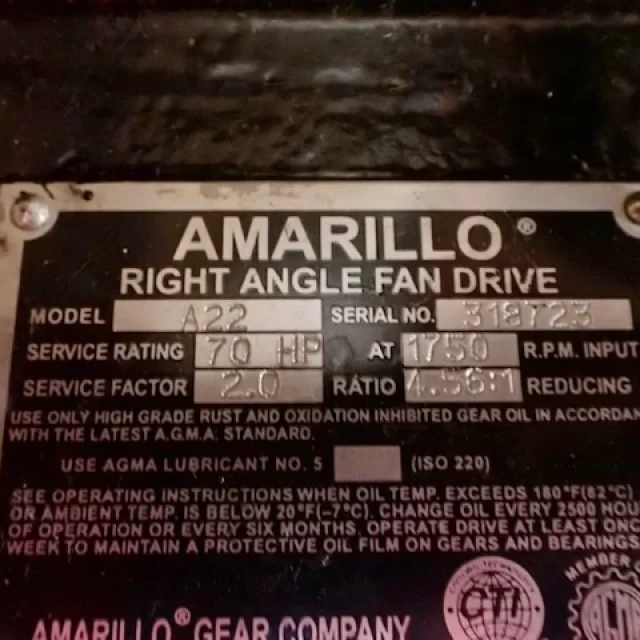 AMARILLO®
RIGHT ANGLE FAN DRIVE
MODEL A22 SERIAL NO. 318723
SERVICE RATING 70 HP AT 1750 R.P.M. INPUT
SERVICE FACTOR 2.0 RATIO 4.56:1 REDUCING
USE ONLY HIGH GRADE RUST AND OXIDATION INHIBITED GEAR OIL IN ACCORDA
WITH THE LATEST A.G.M.A. STANDARD.
USE AGMA LUBRICANT NO. 5 (ISO 220)
SEE OPERATING INSTRUCTIONS WHEN OIL TEMP. EXCEEDS 180°F(82°C)
OR AMBIENT TEMP. IS BELOW 20°F(-7°C). CHANGE OIL EVERY 2500 HOU
OF OPERATION OR EVERY SIX MONTHS. OPERATE DRIVE AT LEAST ONC
WEEK TO MAINTAIN A PROTECTIVE OIL FILM ON GEARS AND BEARINGS
AMARILLO® GEAR COMPANY
CTI
MEMBER